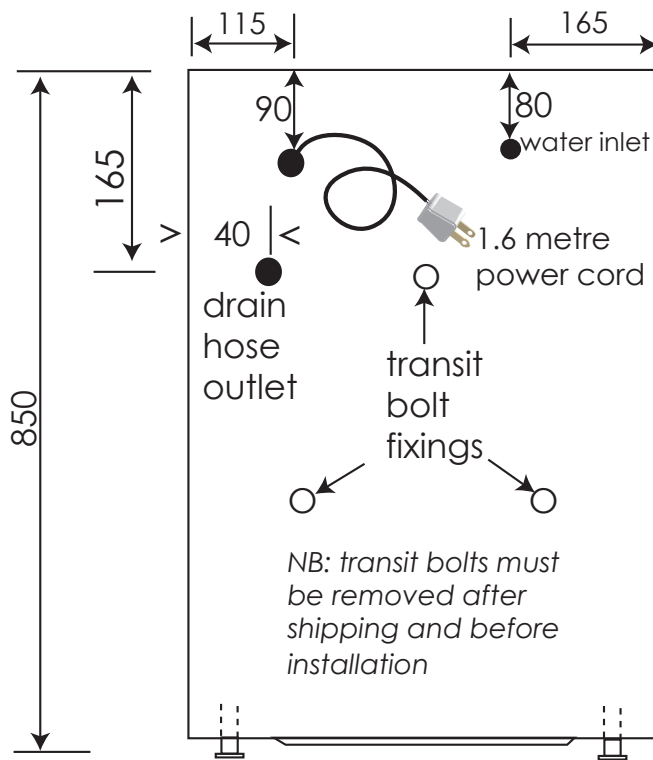 115
165
90
80
water inlet
165
> 40 <
1.6 metre
power cord
drain
hose
outlet
transit
bolt
fixings
850
NB: transit bolts must
be removed after
shipping and before
installation